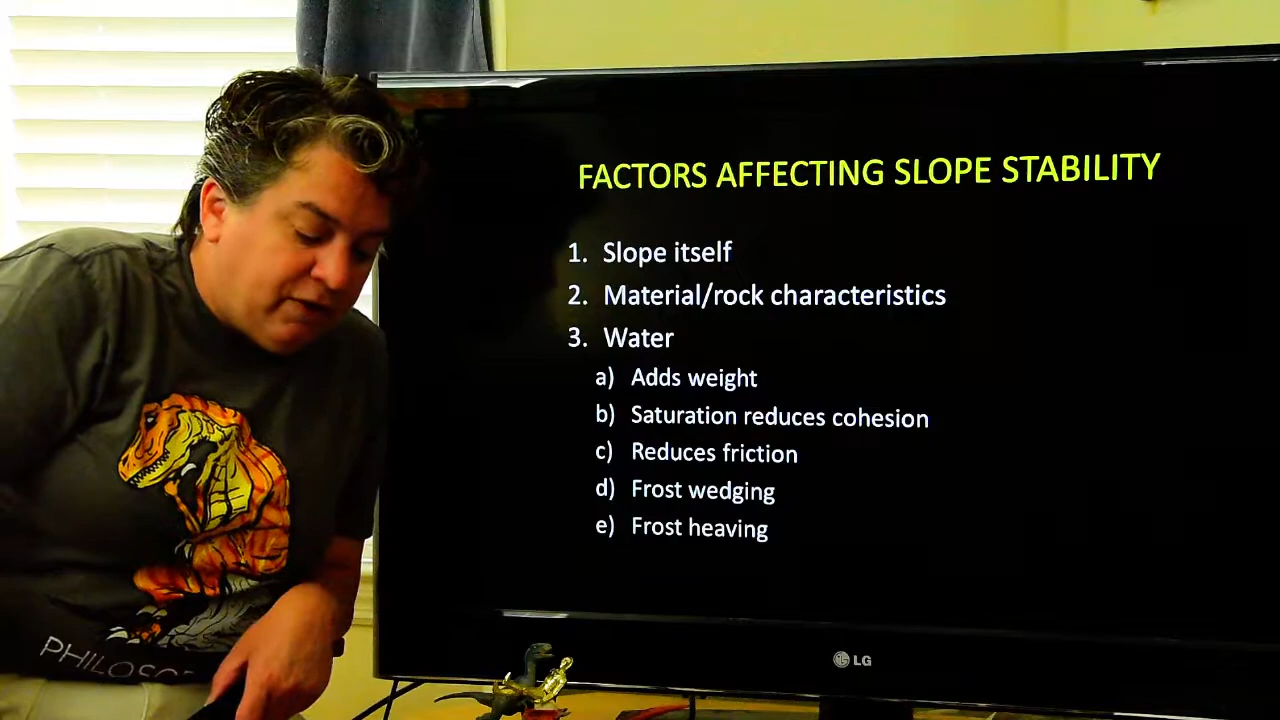 FACTORS AFFECTING SLOPE STABILITY
1. Slope itself
2. Material/rock characteristics
3. Water
a) Adds weight
b) Saturation reduces cohesion
c) Reduces friction
d) Frost wedging
e) Frost heaving
LG